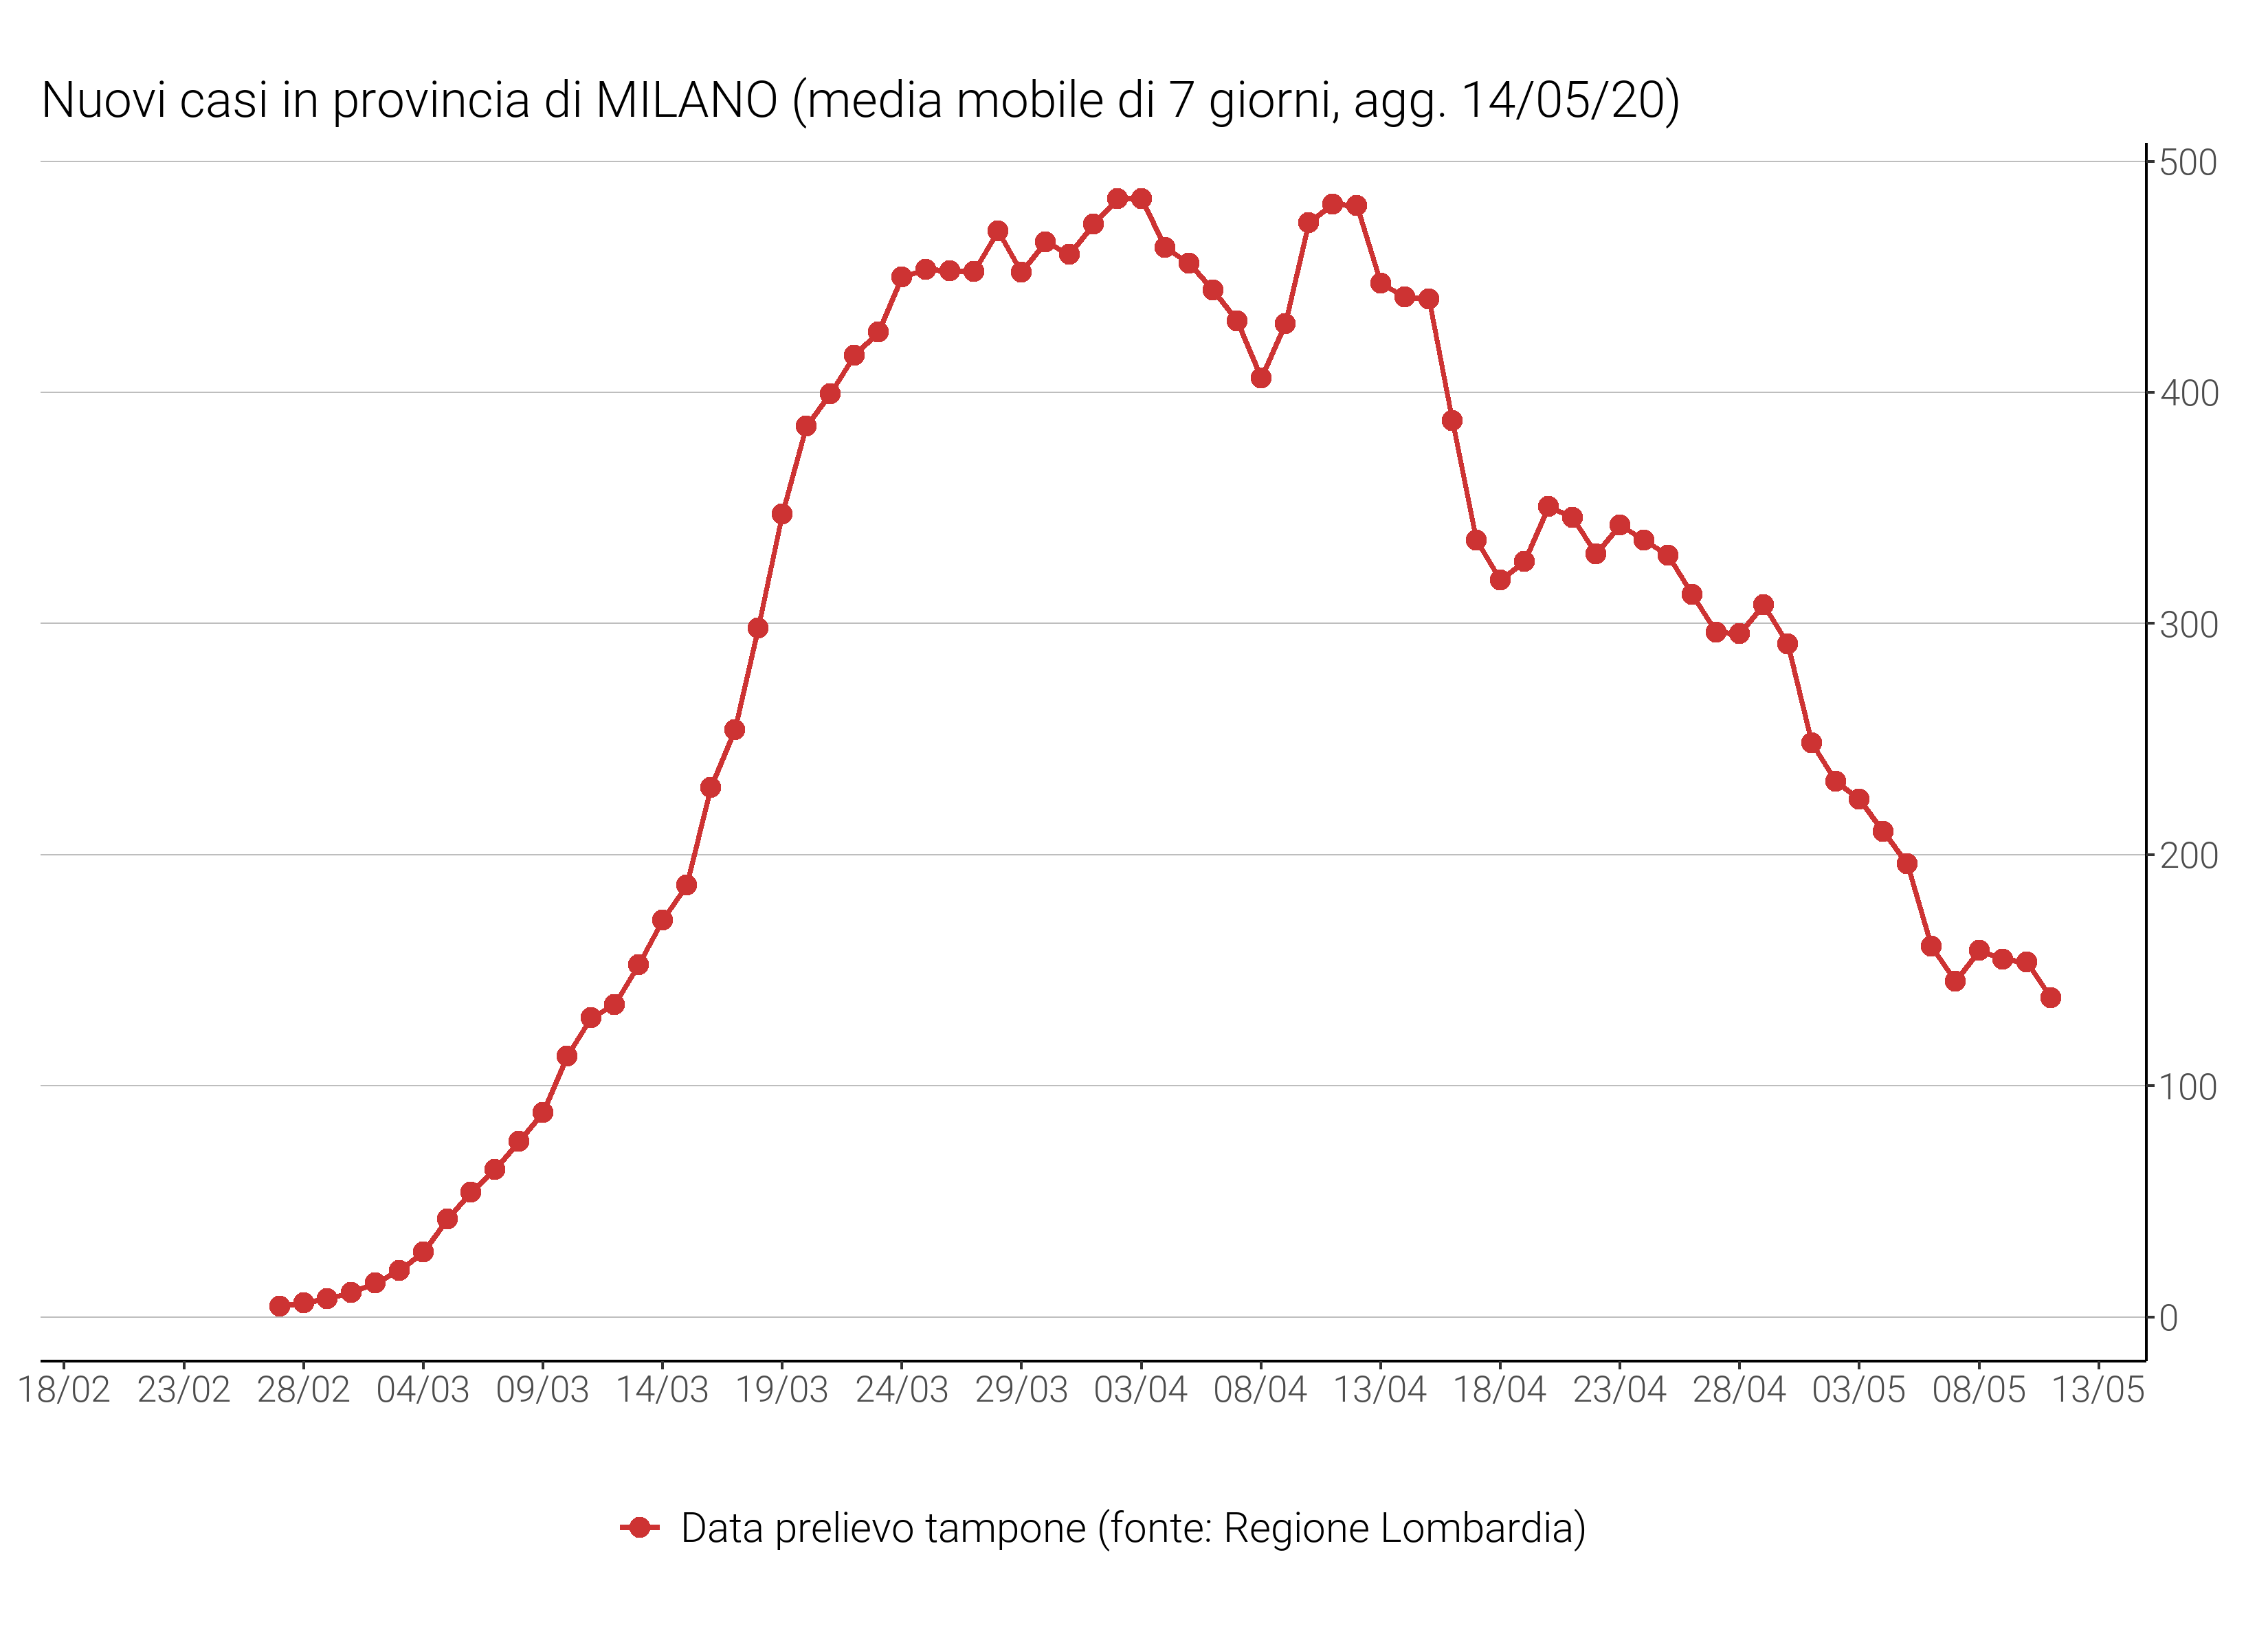 Nuovi casi in provincia di MILANO (media mobile di 7 giorni, agg. 14/05/20)
500
400
300
200
100
0
18/02 23/02 28/02 04/03 09/03 14/03 19/03 24/03 29/03 03/04 08/04 13/04 18/04 23/04 28/04 03/05 08/05 13/05
Data prelievo tampone (fonte: Regione Lombardia)